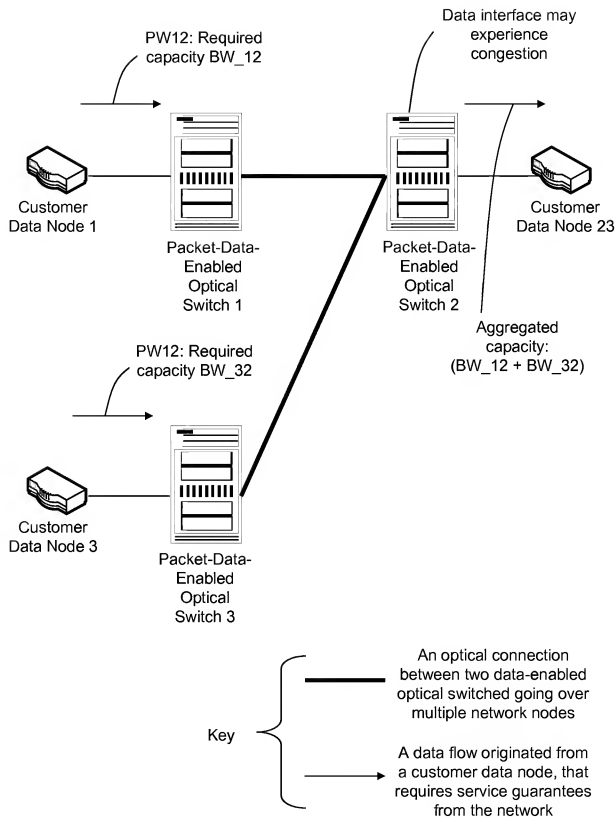 PW12: Required
capacity BW_12
Data interface may
experience
congestion
Customer
Data Node 1
Packet-Data-
Enabled
Optical
Switch 1
Packet-Data-
Enabled
Optical
Switch 2
Customer
Data Node 23
Aggregated
capacity:
(BW_12 + BW_32)
PW12: Required
capacity BW_32
Customer
Data Node 3
Packet-Data-
Enabled
Optical
Switch 3
Key
An optical connection
between two data-enabled
optical switched going over
multiple network nodes
A data flow originated from
a customer data node, that
requires service guarantees
from the network